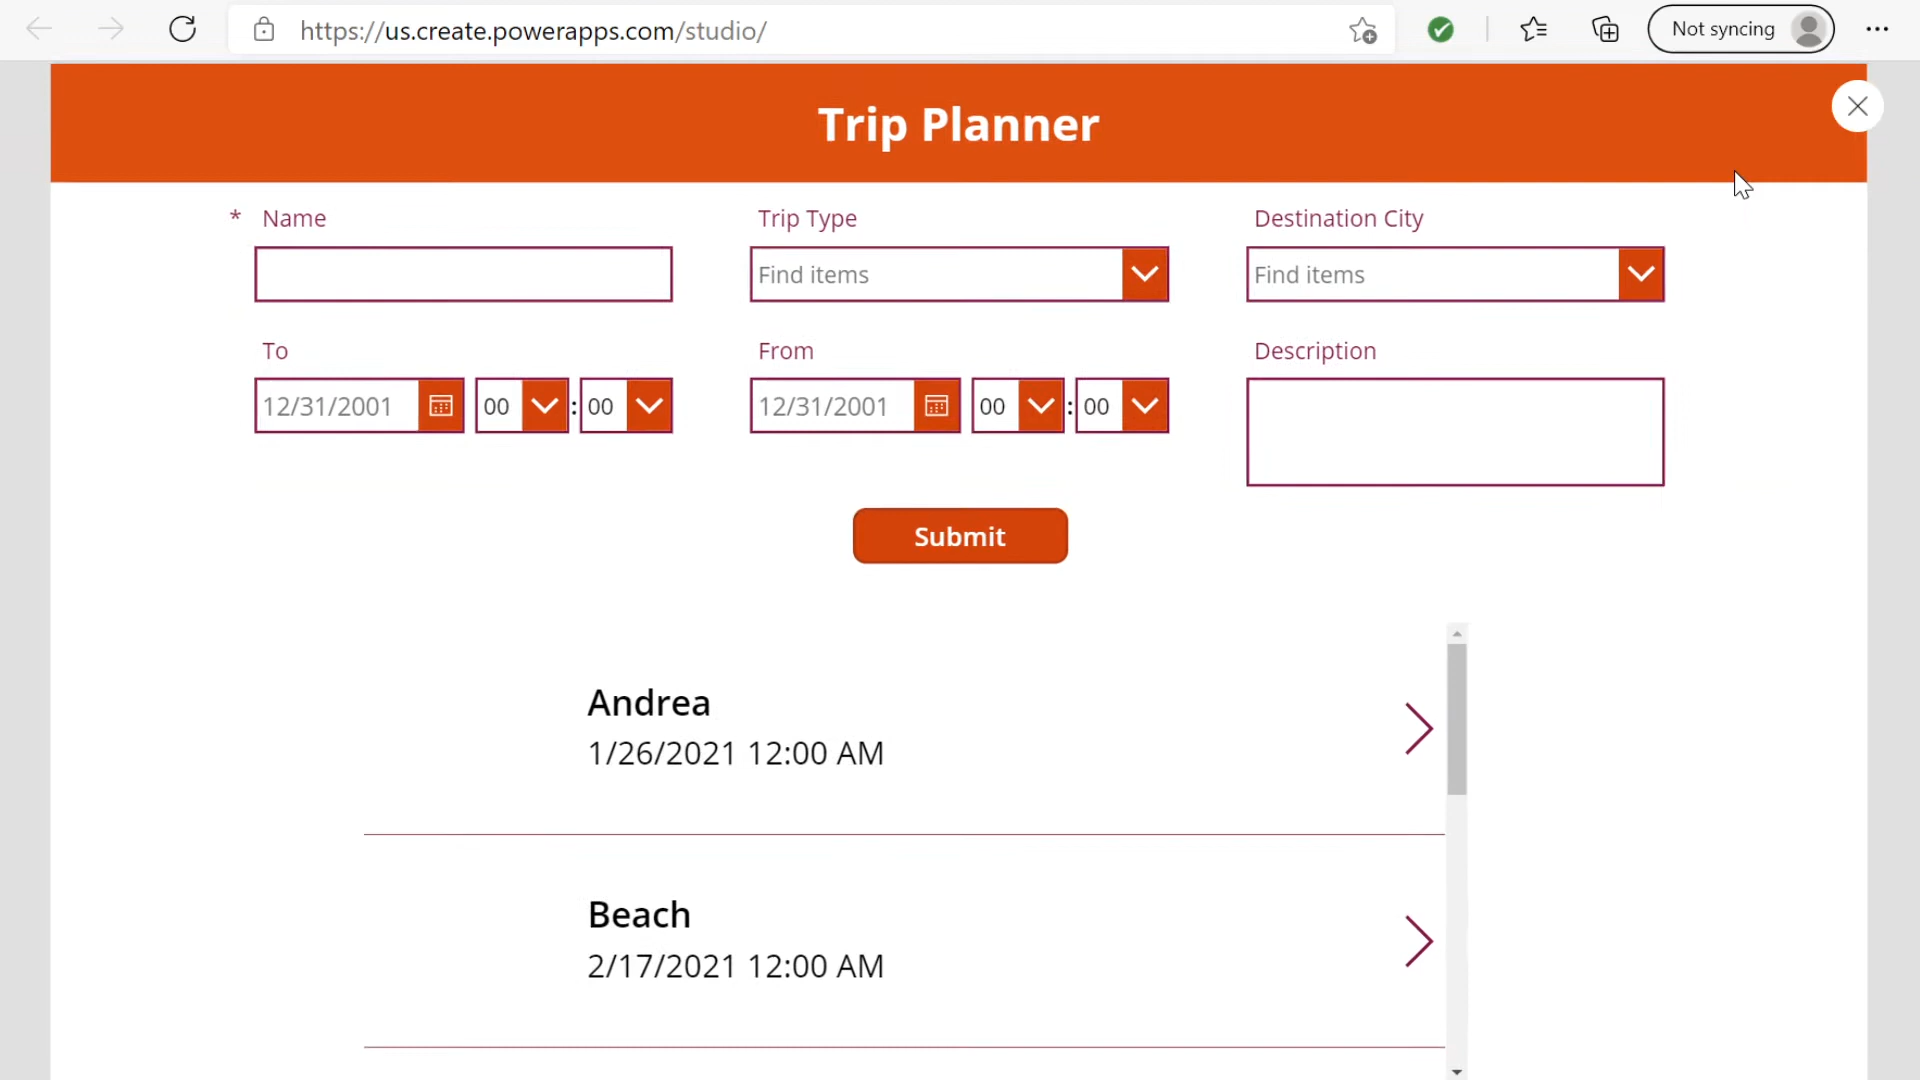 https://us.create.powerapps.com/studio/
Not syncing
Trip Planner
* Name
Trip Type
Destination City
Find items
Find items
To
From
Description
12/31/2001
00 : 00
12/31/2001
00 : 00
Submit
Andrea
1/26/2021 12:00 AM
Beach
2/17/2021 12:00 AM